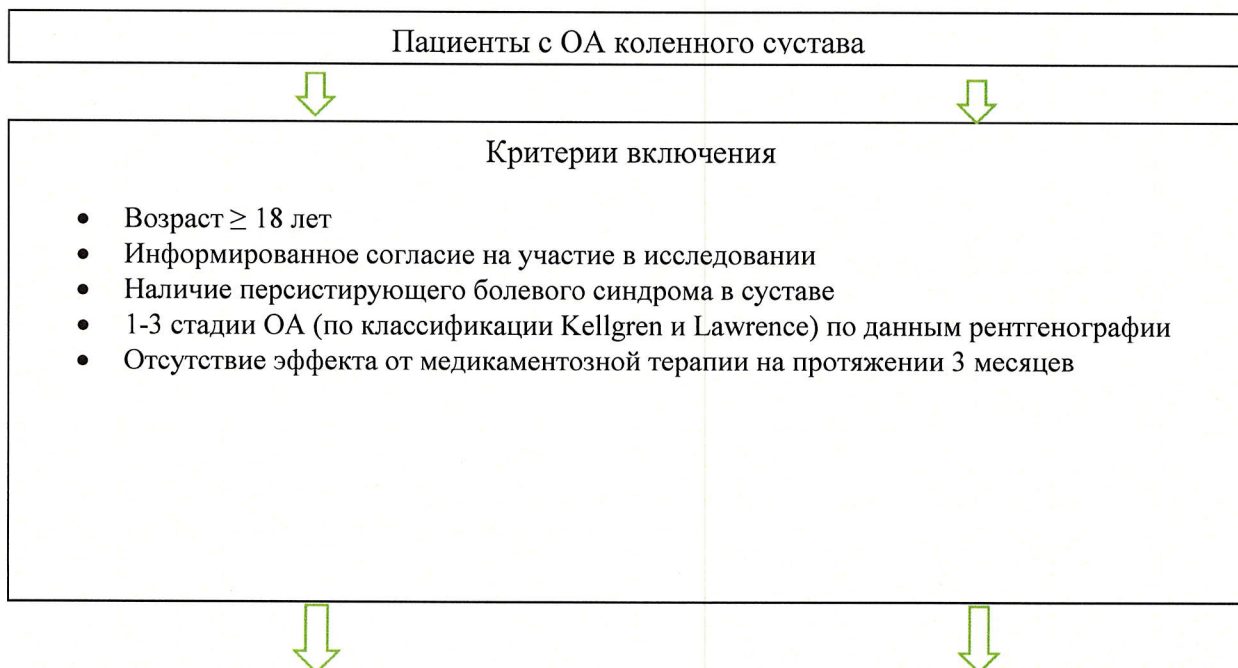 Пациенты с ОА коленного сустава
Критерии включения
• Возраст ≥ 18 лет
• Информированное согласие на участие в исследовании
• Наличие персистирующего болевого синдрома в суставе
• 1-3 стадии ОА (по классификации Kellgren и Lawrence) по данным рентгенографии
• Отсутствие эффекта от медикаментозной терапии на протяжении 3 месяцев